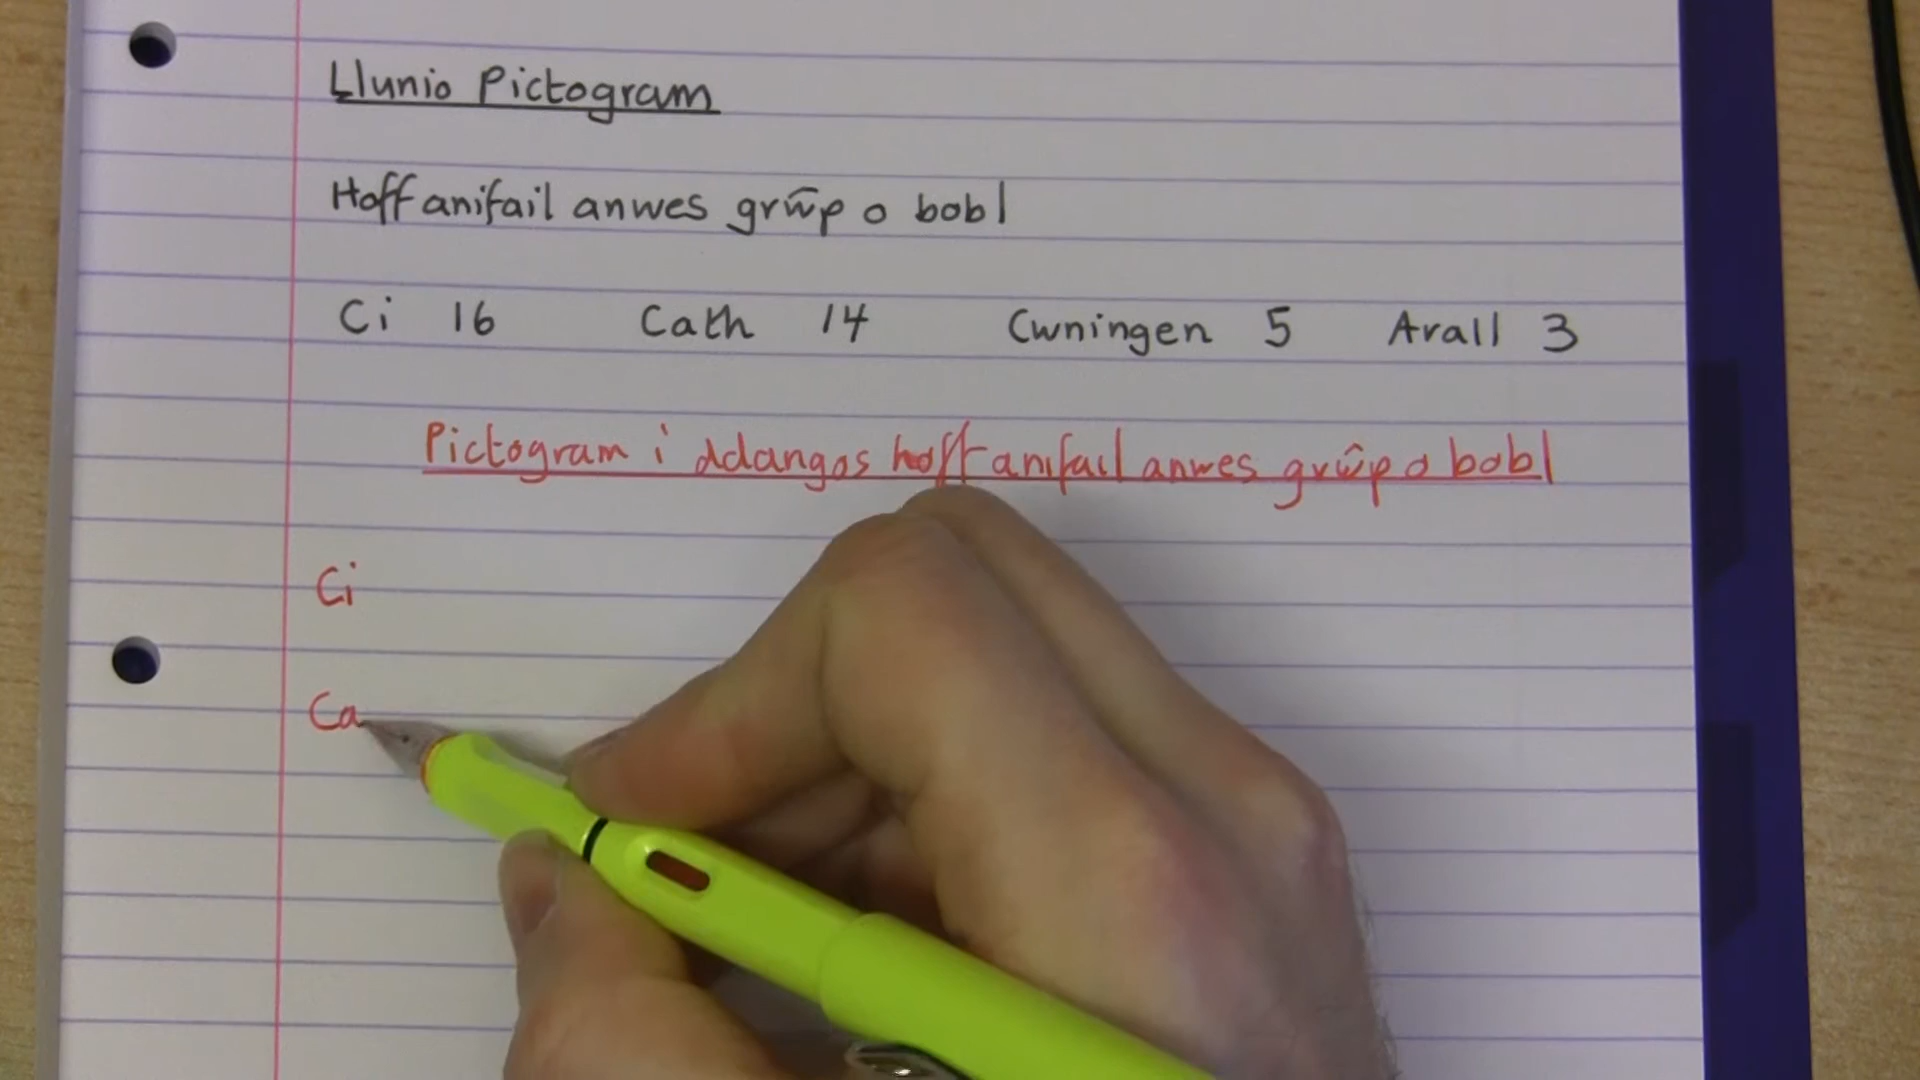 Llunio Pictogram
Hoff anifail anwes grŵp o bobl
Ci 16 Cath 14 Cwningen 5 Arall 3
Pictogram i ddangos hoff anifail anwes grŵp o bobl
Ci
Ca